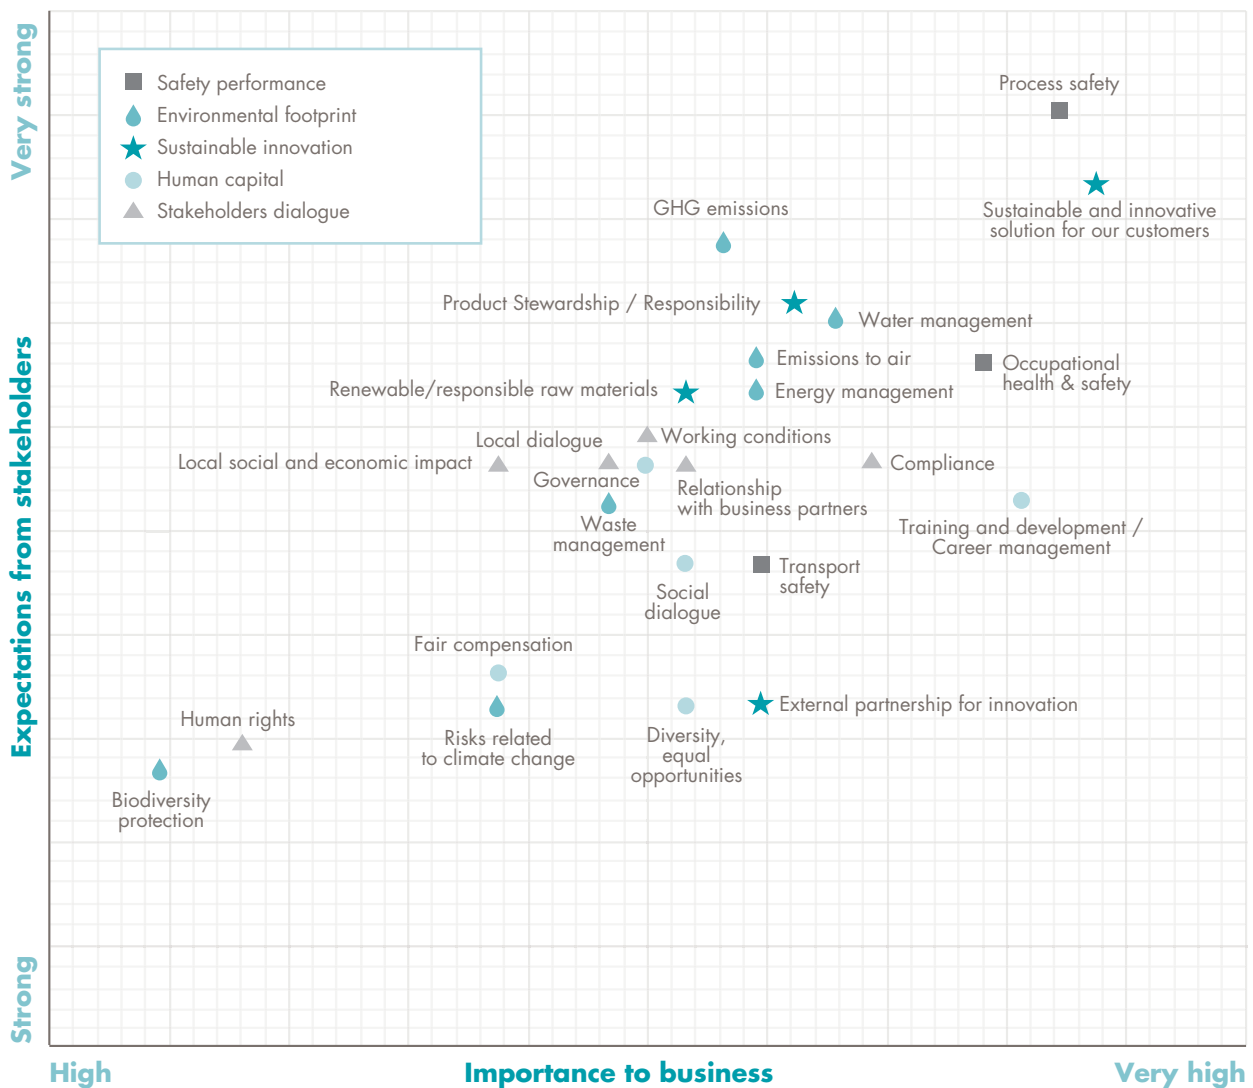 Very strong
Expectations from stakeholders
Strong
Safety performance
Environmental footprint
Sustainable innovation
Human capital
Stakeholders dialogue
Process safety
Sustainable and innovative
solution for our customers
GHG emissions
Product Stewardship / Responsibility
Water management
Emissions to air
Occupational
health & safety
Renewable/responsible raw materials
Energy management
Local dialogue
Working conditions
Local social and economic impact
Governance
Compliance
Relationship
with business partners
Waste
management
Training and development /
Career management
Transport
safety
Social
dialogue
Fair compensation
Human rights
Risks related
to climate change
External partnership for innovation
Diversity,
equal
opportunities
Biodiversity
protection
High
Importance to business
Very high